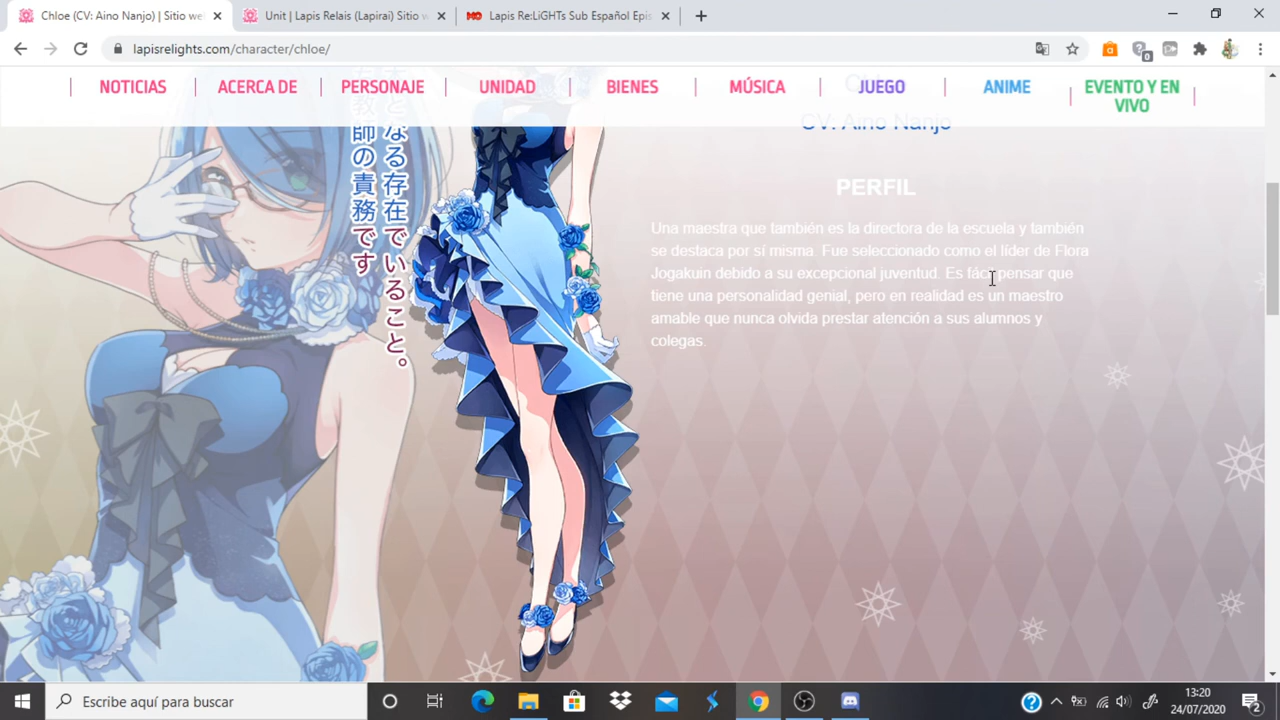 Chloe (CV: Aino Nanjo) | Sitio we
Unit | Lapis Relais (Lapirai) Sitio w
Lapis Re:LiGHTs Sub Español Epis
lapisrelights.com/character/chloe/
NOTICIAS
ACERCA DE
PERSONAJE
UNIDAD
BIENES
MÚSICA
JUEGO
ANIME
EVENTO Y EN
VIVO
となる存在でいること。
教師の責務です
CV: Aino Nanjo
PERFIL
Una maestra que también es la directora de la escuela y también
se destaca por sí misma. Fue seleccionado como el líder de Flora
Jogakuin debido a su excepcional juventud. Es fácil pensar que
tiene una personalidad genial, pero en realidad es un maestro
amable que nunca olvida prestar atención a sus alumnos y
colegas.
Escribe aquí para buscar
13:20
24/07/2020
2